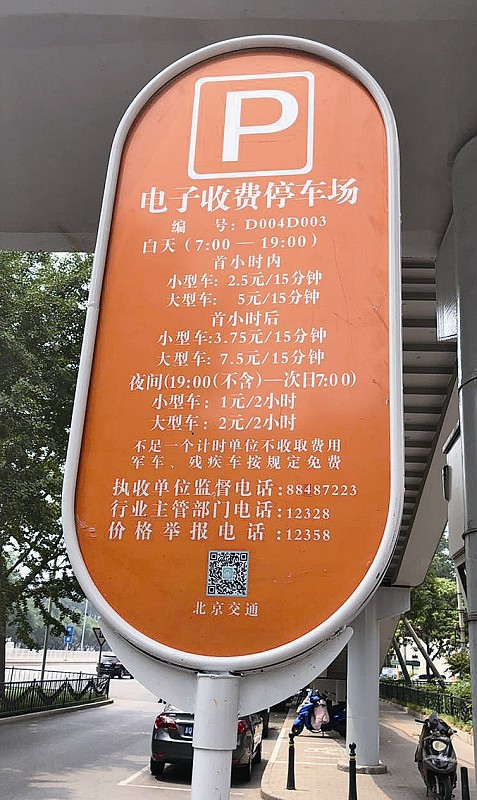 P
电子收费停车场
编 号: D004D003
白天（7:00 — 19:00）
首小时内
小型车: 2.5元/15分钟
大型车: 5元/15分钟
首小时后
小型车:3.75元/15分钟
大型车: 7.5元/15分钟
夜间(19:00(不含)—次日7:00)
小型车: 1元/2小时
大型车: 2元/2小时
不足一个计时单位不收取费用
军车、残疾车按规定免费
执收单位监督电话:88487223
行业主管部门电话:12328
价格举报电话:12358
北京交通